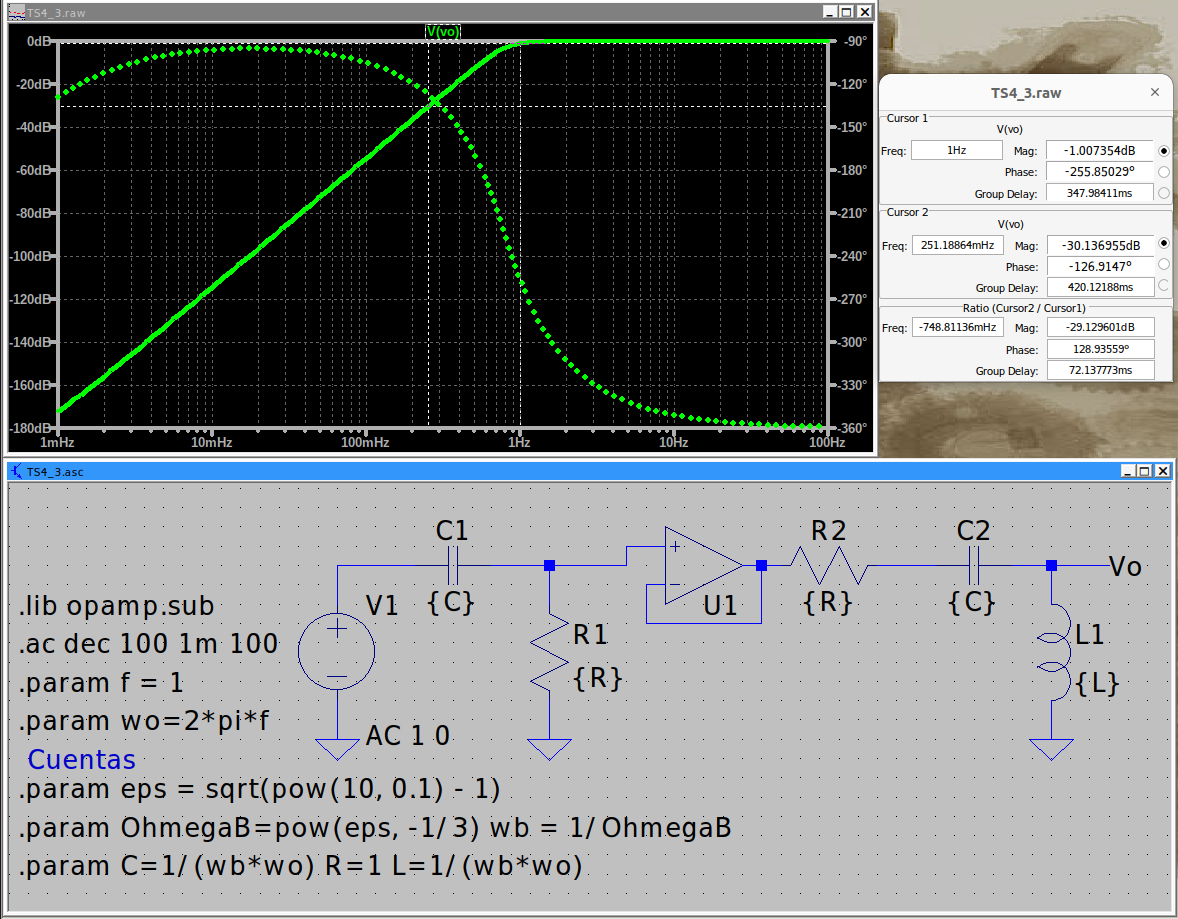 TS4_3.raw
V(vo)
0dB
-20dB
-40dB
-60dB
-80dB
-100dB
-120dB
-140dB
-160dB
-180dB
-90°
-120°
-150°
-180°
-210°
-240°
-270°
-300°
-330°
-360°
1mHz 10mHz 100mHz 1Hz 10Hz 100Hz
TS4_3.raw
Cursor 1
V(vo)
Freq: 1Hz Mag: -1.007354dB
Phase: -255.85029°
Group Delay: 347.98411ms
Cursor 2
V(vo)
Freq: 251.18864mHz Mag: -30.136955dB
Phase: -126.9147°
Group Delay: 420.12188ms
Ratio (Cursor2 / Cursor1)
Freq: -748.81136mHz Mag: -29.129601dB
Phase: 128.93559°
Group Delay: 72.137773ms
TS4_3.asc
C1
{C}
V1
AC 1 0
R1
{R}
U1
R2
{R}
C2
{C}
Vo
L1
{L}
.lib opamp.sub
.ac dec 100 1m 100
.param f = 1
.param wo=2*pi*f
Cuentas
.param eps = sqrt(pow(10, 0.1) - 1)
.param OhmegaB=pow(eps, -1/3) wb = 1/OhmegaB
.param C=1/(wb*wo) R=1 L=1/(wb*wo)